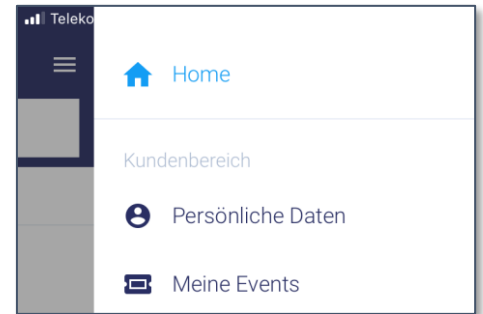 Teleko
Home
Kundenbereich
Persönliche Daten
Meine Events